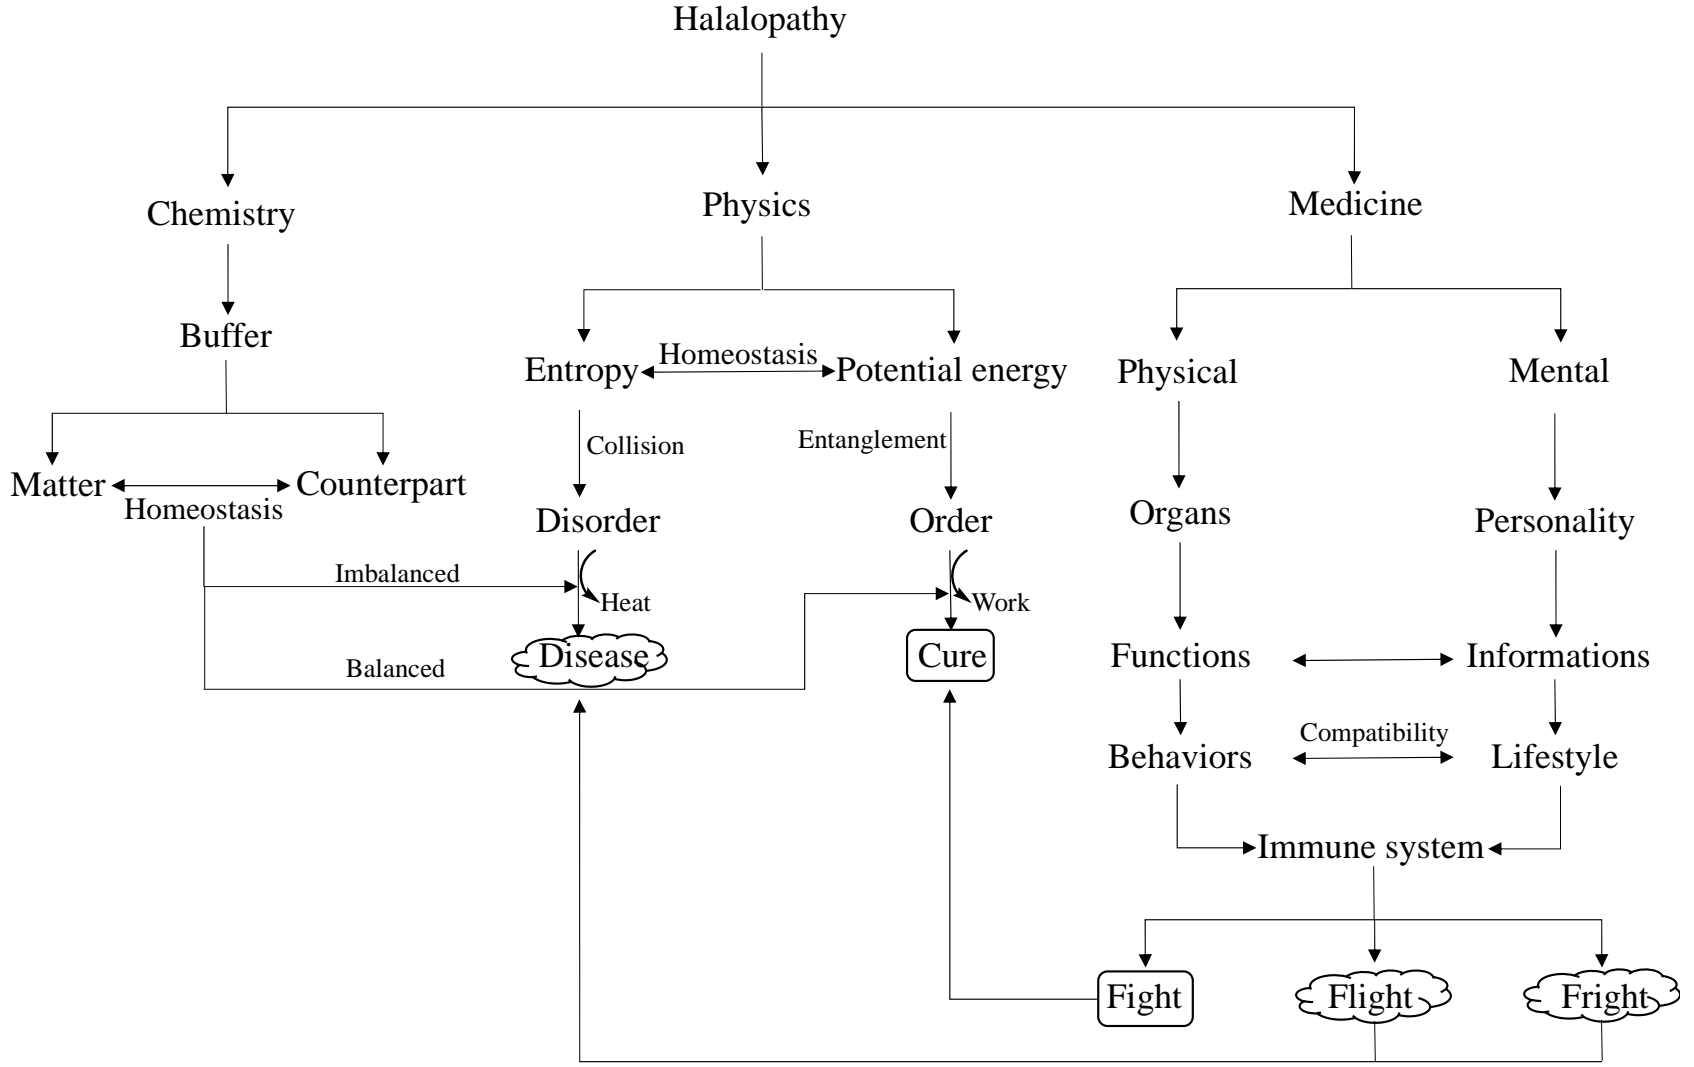 Halalopathy
Chemistry
Physics
Medicine
Buffer
Entropy
Homeostasis
Potential energy
Physical
Mental
Collision
Entanglement
Matter
Counterpart
Homeostasis
Disorder
Order
Organs
Personality
Imbalanced
Heat
Work
Disease
Cure
Functions
Informations
Balanced
Compatibility
Behaviors
Lifestyle
Immune system
Fight
Flight
Fright